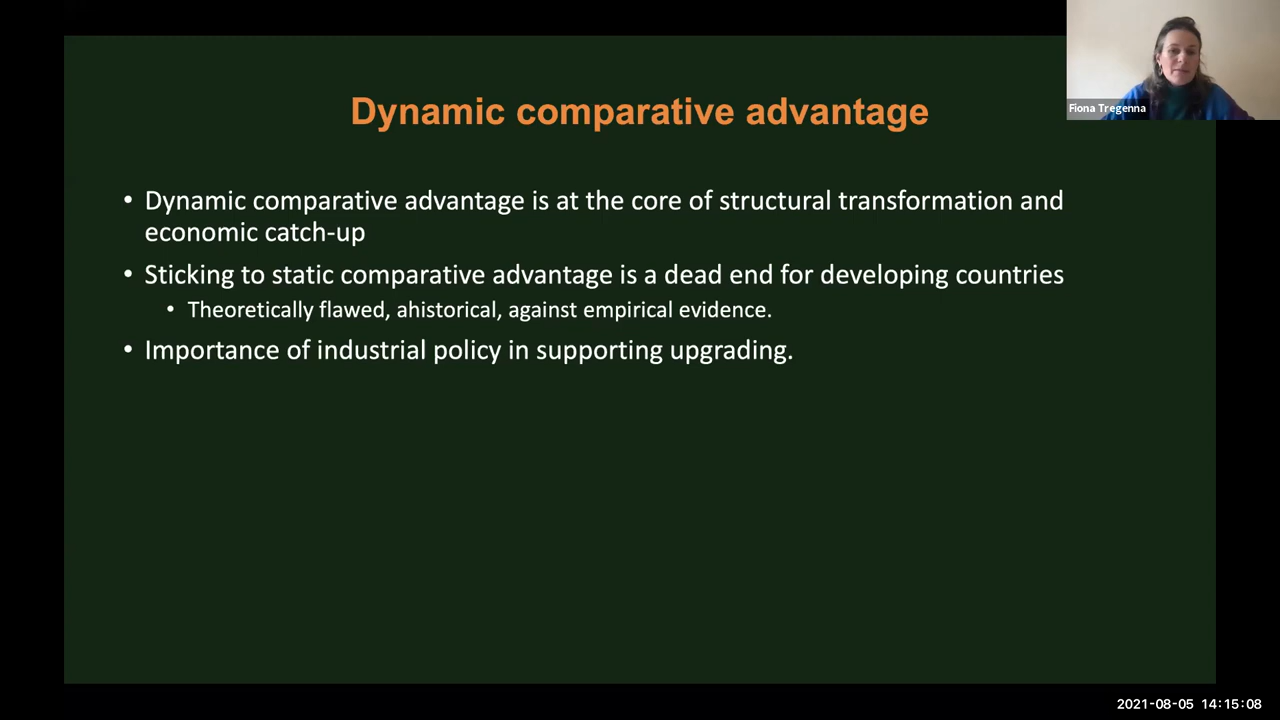 Dynamic comparative advantage
Fiona Tregenna
• Dynamic comparative advantage is at the core of structural transformation and
economic catch-up
• Sticking to static comparative advantage is a dead end for developing countries
• Theoretically flawed, ahistorical, against empirical evidence.
• Importance of industrial policy in supporting upgrading.
2021-08-05 14:15:08